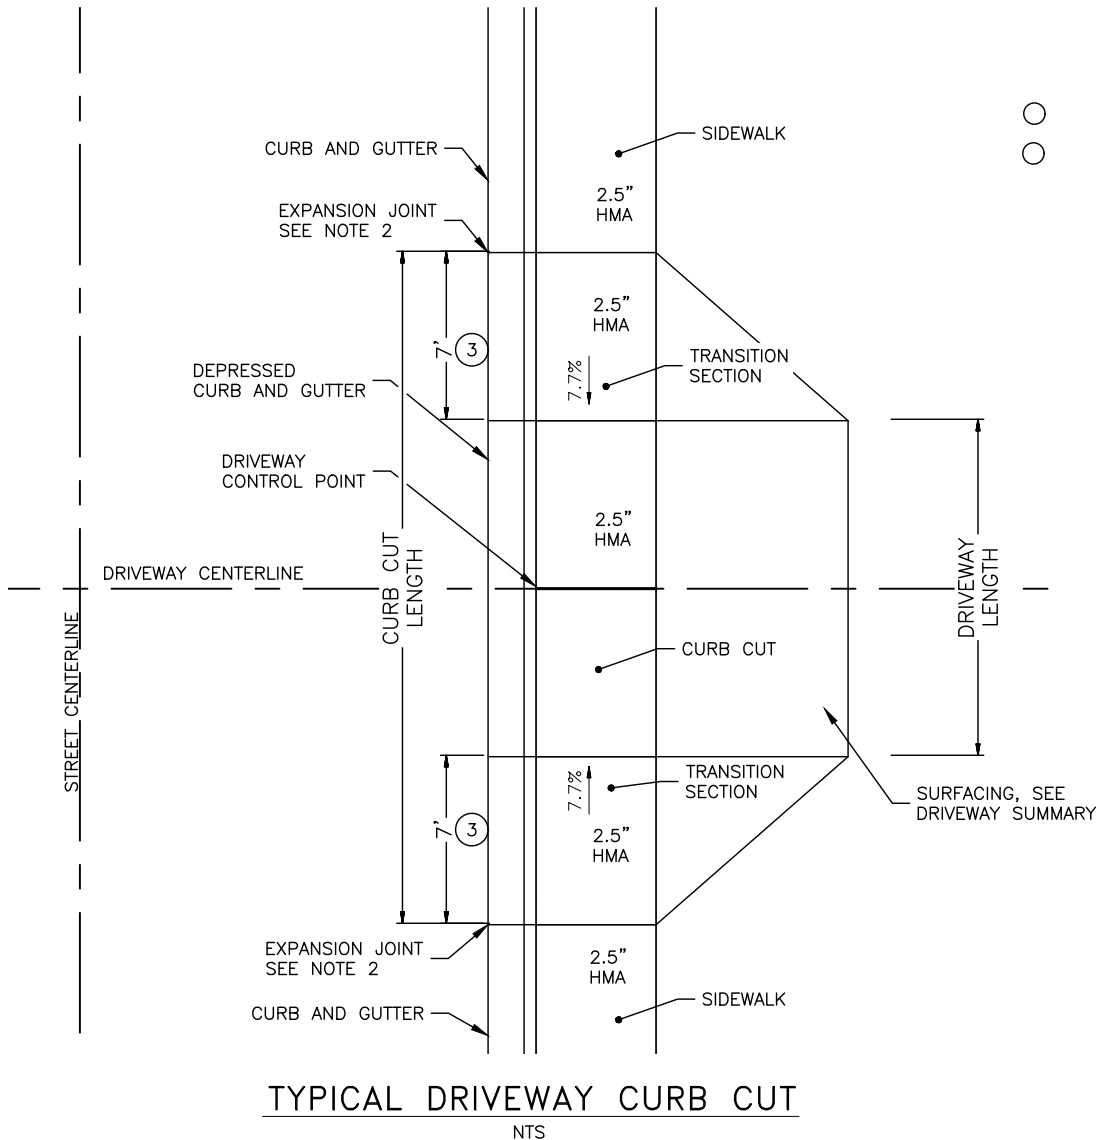 SIDEWALK
CURB AND GUTTER
2.5”
HMA
EXPANSION JOINT
SEE NOTE 2
2.5”
HMA
7'
3
7.7%
TRANSITION
SECTION
DEPRESSED
CURB AND GUTTER
DRIVEWAY
CONTROL POINT
2.5”
HMA
CURB CUT
LENGTH
DRIVEWAY
LENGTH
DRIVEWAY CENTERLINE
STREET CENTERLINE
CURB CUT
7.7%
TRANSITION
SECTION
SURFACING, SEE
DRIVEWAY SUMMARY
7'
3
2.5”
HMA
EXPANSION JOINT
SEE NOTE 2
2.5”
HMA
SIDEWALK
CURB AND GUTTER
TYPICAL DRIVEWAY CURB CUT
NTS